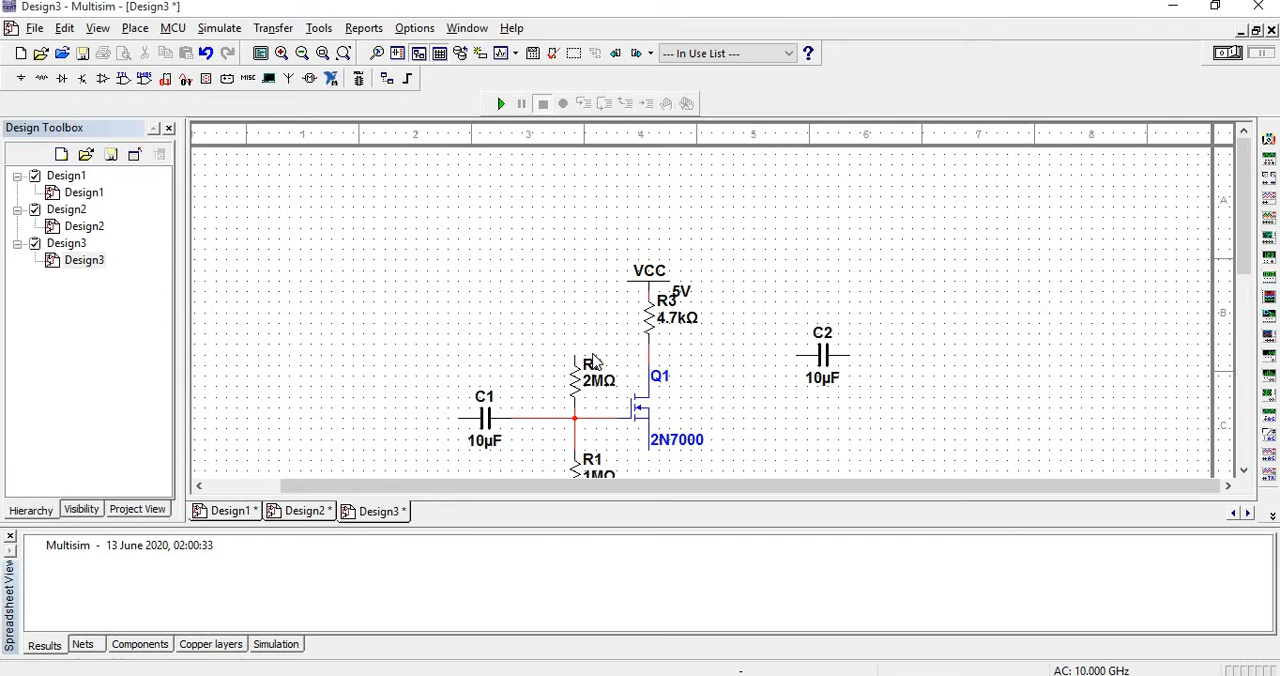 Design3 - Multisim - [Design3 *]
File Edit View Place MCU Simulate Transfer Tools Reports Options Window Help
--- In Use List ---
Design Toolbox
Design1
Design1
Design2
Design2
Design3
Design3
1 2 3 4 5 6 7 8
A
B
C
VCC
5V
R3
4.7kΩ
C2
10µF
2MΩ
Q1
C1
10µF
2N7000
R1
1MΩ
Hierarchy Visibility Project View
Design1 * Design2 * Design3 *
Multisim - 13 June 2020, 02:00:33
Spreadsheet View
Results Nets Components Copper layers Simulation
- AC: 10.000 GHz